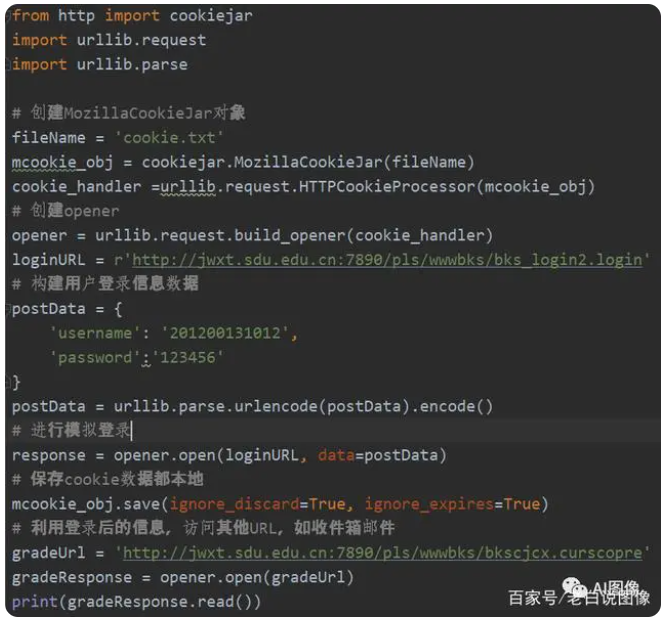 from http import cookiejar
import urllib.request
import urllib.parse

# 创建MozillaCookieJar对象
fileName = 'cookie.txt'
mcookie_obj = cookiejar.MozillaCookieJar(fileName)
cookie_handler =urllib.request.HTTPCookieProcessor(mcookie_obj)
# 创建opener
opener = urllib.request.build_opener(cookie_handler)
loginURL = r'http://jwxt.sdu.edu.cn:7890/pls/wwwbks/bks_login2.login'
# 构建用户登录信息数据
postData = {
    'username': '201200131012',
    'password':'123456'
}
postData = urllib.parse.urlencode(postData).encode()
# 进行模拟登录
response = opener.open(loginURL, data=postData)
# 保存cookie数据都本地
mcookie_obj.save(ignore_discard=True, ignore_expires=True)
# 利用登录后的信息，访问其他URL，如收件箱邮件
gradeUrl = 'http://jwxt.sdu.edu.cn:7890/pls/wwwbks/bkscjcx.curscopre'
gradeResponse = opener.open(gradeUrl)
print(gradeResponse.read())
AI图像
百家号/老白说图像